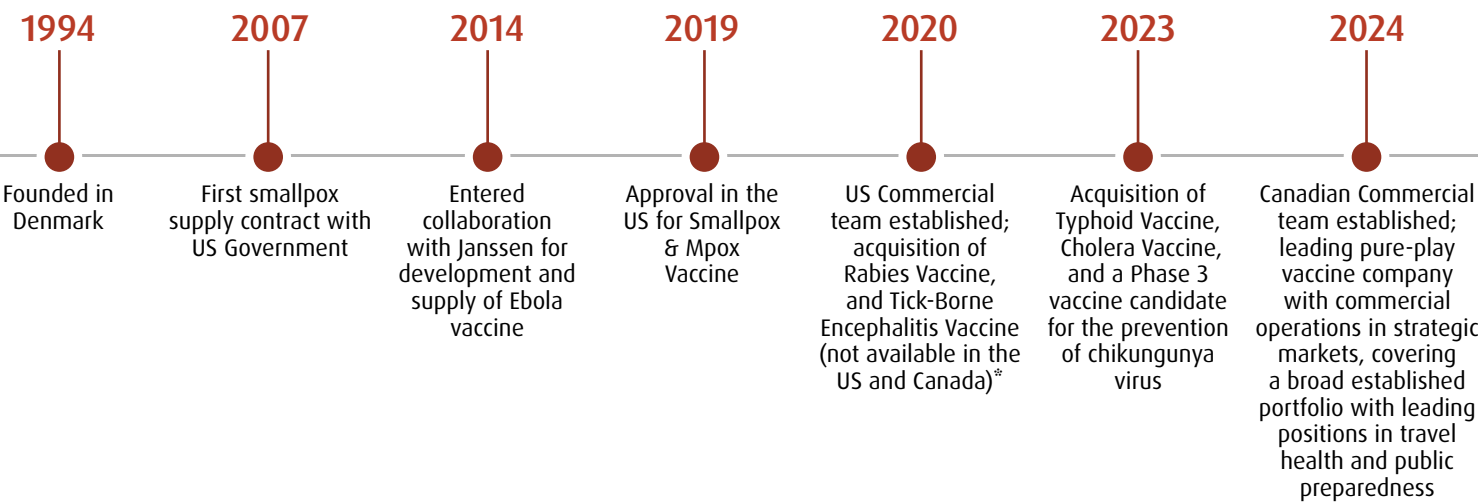 1994
Founded in
Denmark
2007
First smallpox
supply contract with
US Government
2014
Entered
collaboration
with Janssen for
development and
supply of Ebola
vaccine
2019
Approval in the
US for Smallpox
& Mpox
Vaccine
2020
US Commercial
team established;
acquisition of
Rabies Vaccine,
and Tick-Borne
Encephalitis Vaccine
(not available in the
US and Canada)*
2023
Acquisition of
Typhoid Vaccine,
Cholera Vaccine,
and a Phase 3
vaccine candidate
for the prevention
of chikungunya
virus
2024
Canadian Commercial
team established;
leading pure-play
vaccine company
with commercial
operations in strategic
markets, covering
a broad established
portfolio with leading
positions in travel
health and public
preparedness